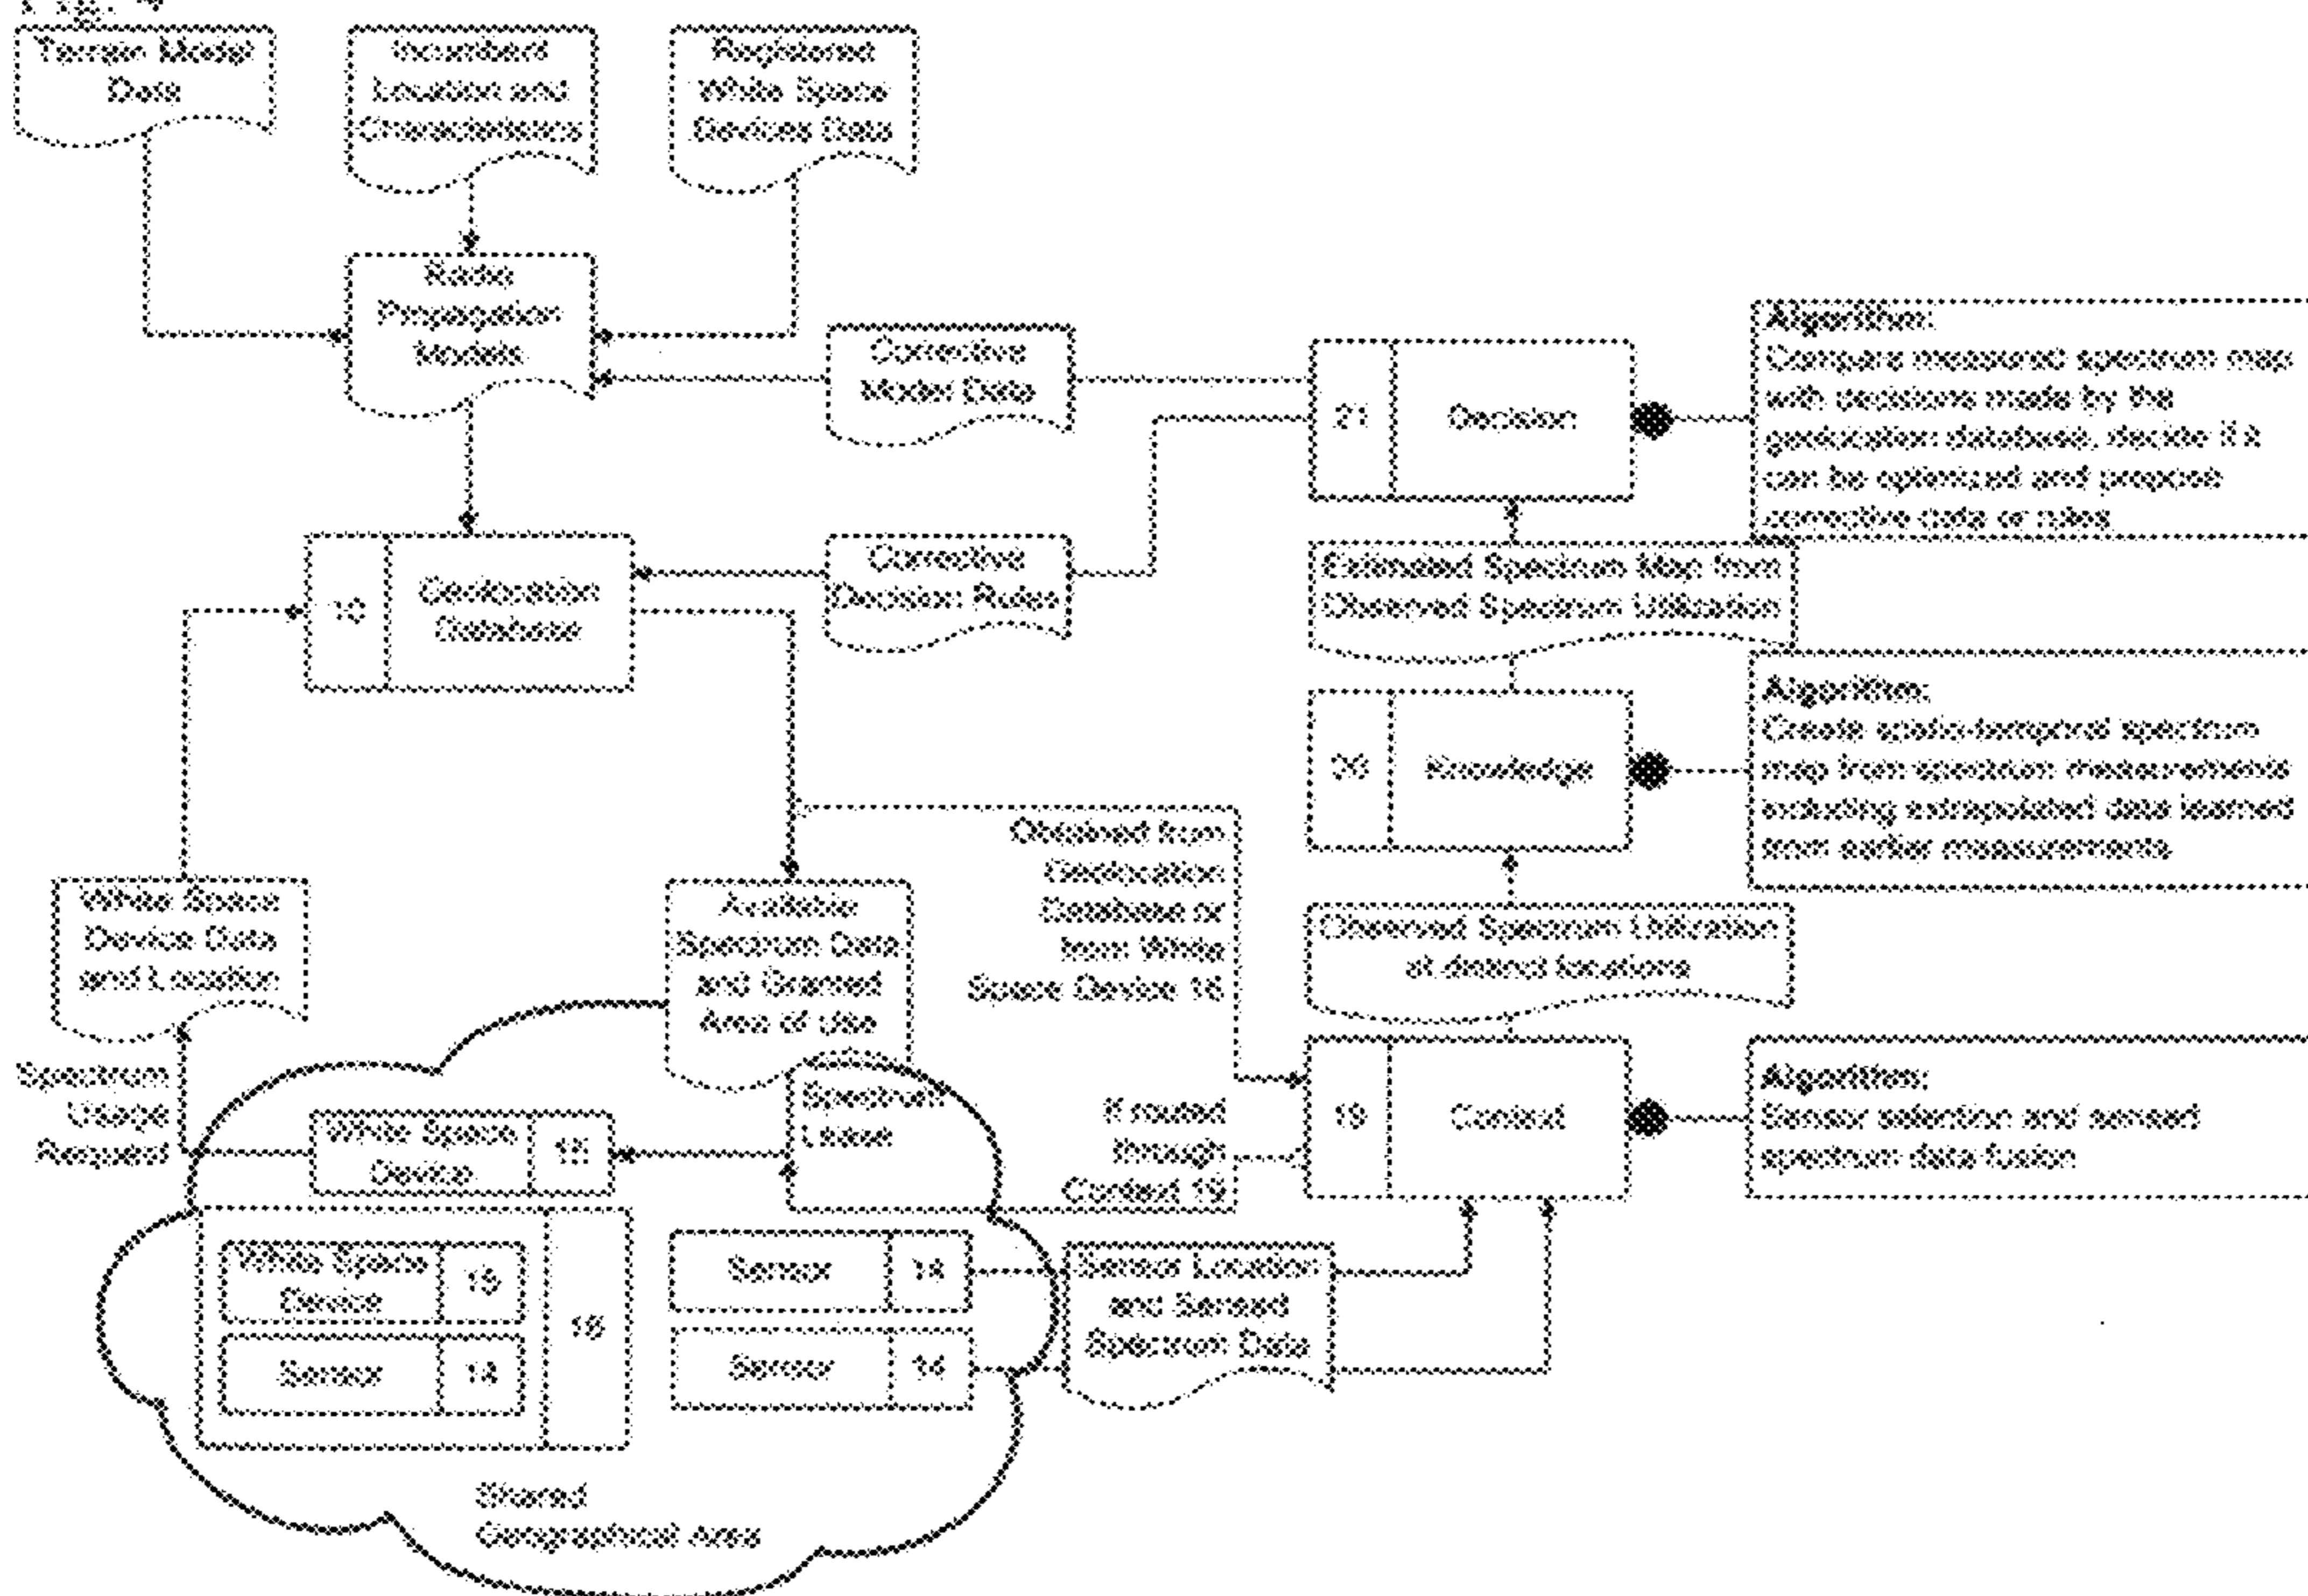 Terrain Model
Data
Incumbent
Location and
Characteristics
Registered
White Space
Devices Data
Radio
Propagation
Models
Corrective
Model Data
21
Decision
Algorithm:
Compare measured spectrum map
with decisions made by the
geolocation database, decide if it
can be optimized and propose
corrective data or rules
Geolocation
Database
Corrective
Decision Rules
Estimated Spectrum Map from
Observed Spectrum Utilization
20
Knowledge
Algorithm:
Create spatio-temporal spectrum
map from spectrum measurements
including extrapolated data learned
from earlier measurements
White Space
Device Data
and Location
Available
Spectrum Data
and Granted
Area of Use
Obtained from
Geolocation
Database or
from White
Space Device 16
Observed Spectrum Utilization
at distinct locations
19
Context
Algorithm:
Sensor selection and sensed
spectrum data fusion
Spectrum
Usage
Request
Spectrum
Lease
If routed
through
Context 19
White Space
Device
White Space
Device
Sensor
14
Sensor
14
Sensor
14
Sensor Location
and Sensed
Spectrum Data
Shared
Geographical Area